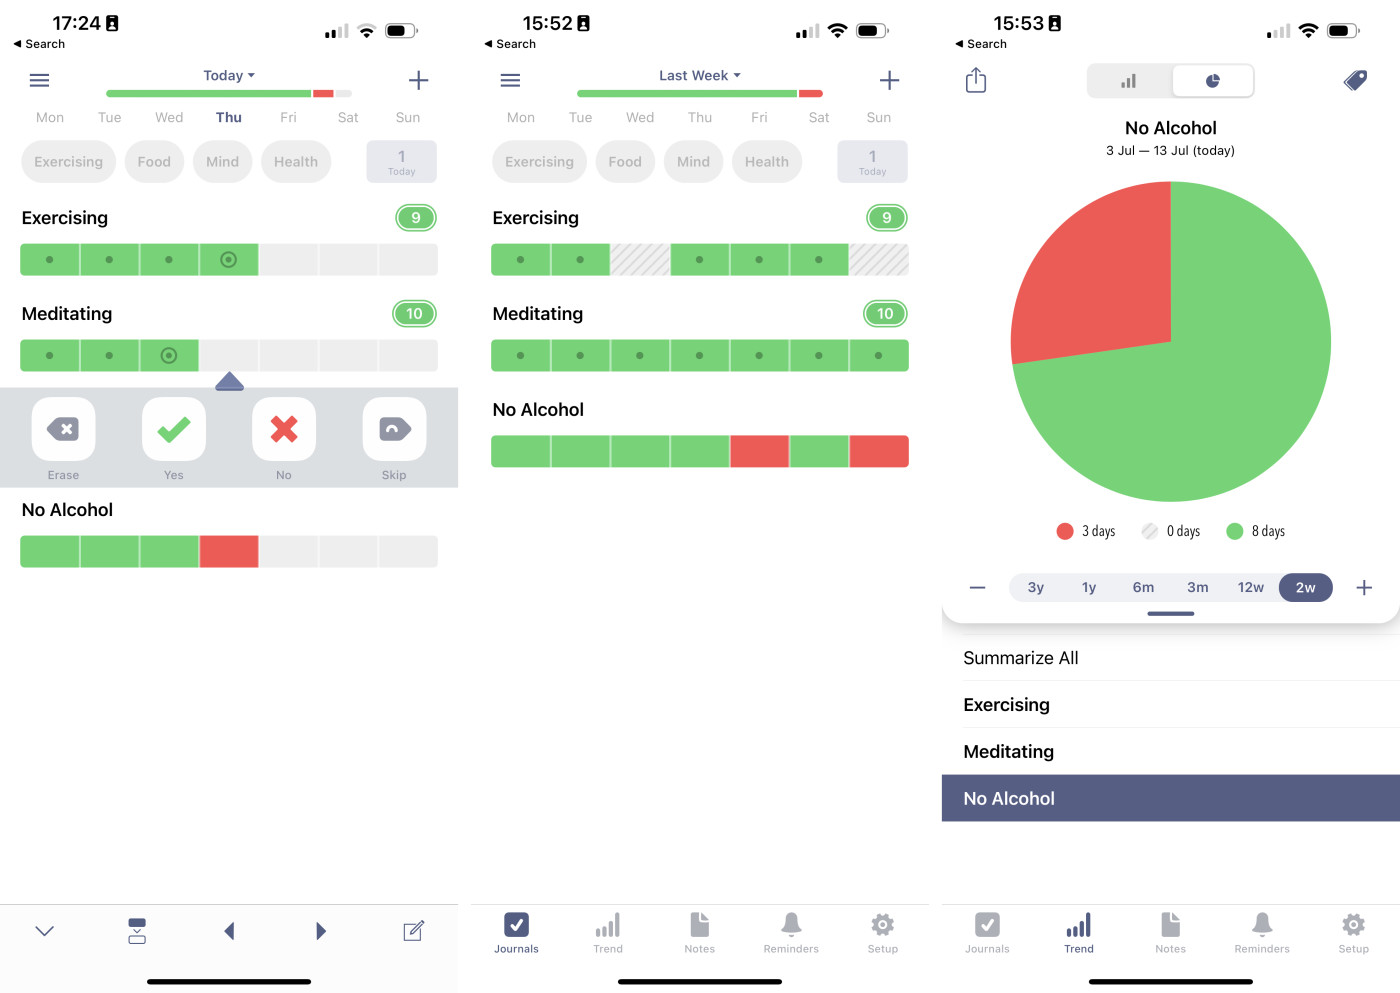 17:24
Search
Today
Mon Tue Wed Thu Fri Sat Sun
Exercising Food Mind Health
1
Today
Exercising
9
Meditating
10
Erase Yes No Skip
No Alcohol
15:52
Search
Last Week
Mon Tue Wed Thu Fri Sat Sun
Exercising Food Mind Health
1
Today
Exercising
9
Meditating
10
No Alcohol
Journals Trend Notes Reminders Setup
15:53
Search
No Alcohol
3 Jul — 13 Jul (today)
3 days 0 days 8 days
3y 1y 6m 3m 12w 2w
Summarize All
Exercising
Meditating
No Alcohol
Journals Trend Notes Reminders Setup